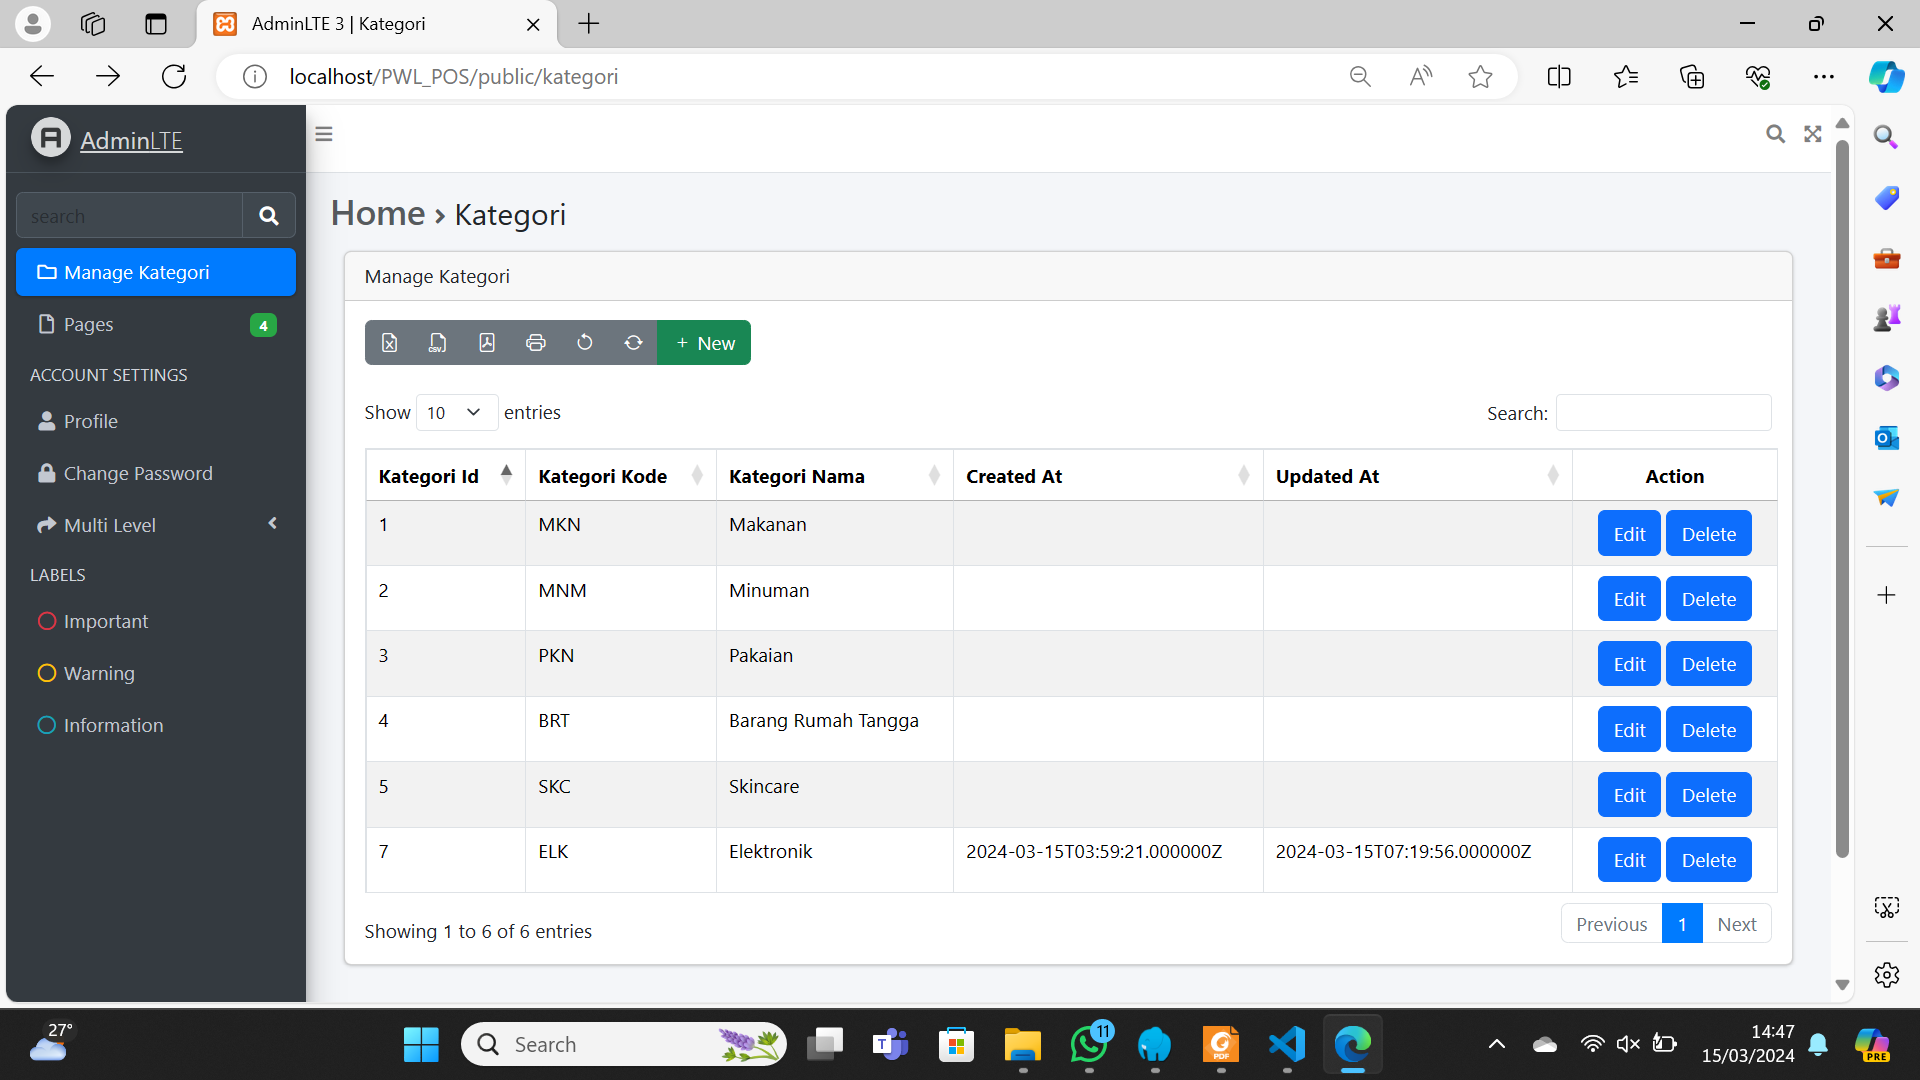 AdminLTE 3 | Kategori
localhost/PWL_POS/public/kategori
AdminLTE
search
Manage Kategori
Pages 4
ACCOUNT SETTINGS
Profile
Change Password
Multi Level
LABELS
Important
Warning
Information
Home › Kategori
Manage Kategori
CSV
+ New
Show 10 entries
Search:
Kategori Id Kategori Kode Kategori Nama Created At Updated At Action
1 MKN Makanan Edit Delete
2 MNM Minuman Edit Delete
3 PKN Pakaian Edit Delete
4 BRT Barang Rumah Tangga Edit Delete
5 SKC Skincare Edit Delete
7 ELK Elektronik 2024-03-15T03:59:21.000000Z 2024-03-15T07:19:56.000000Z Edit Delete
Showing 1 to 6 of 6 entries
Previous 1 Next
27°
Search
11
PDF
14:47
15/03/2024
PRE